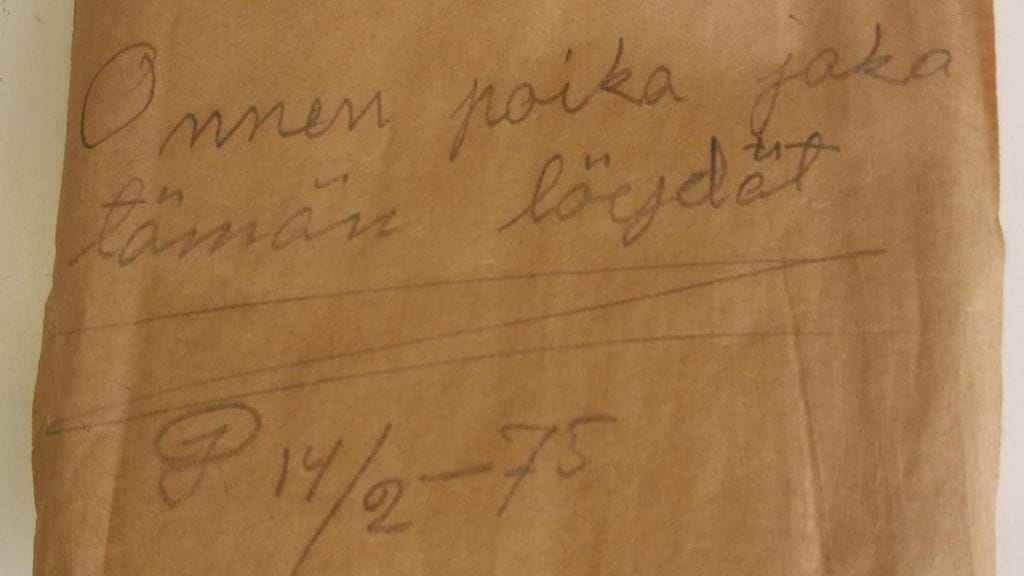 Onnen poika jaka
tämän löydät
P 14/2-75